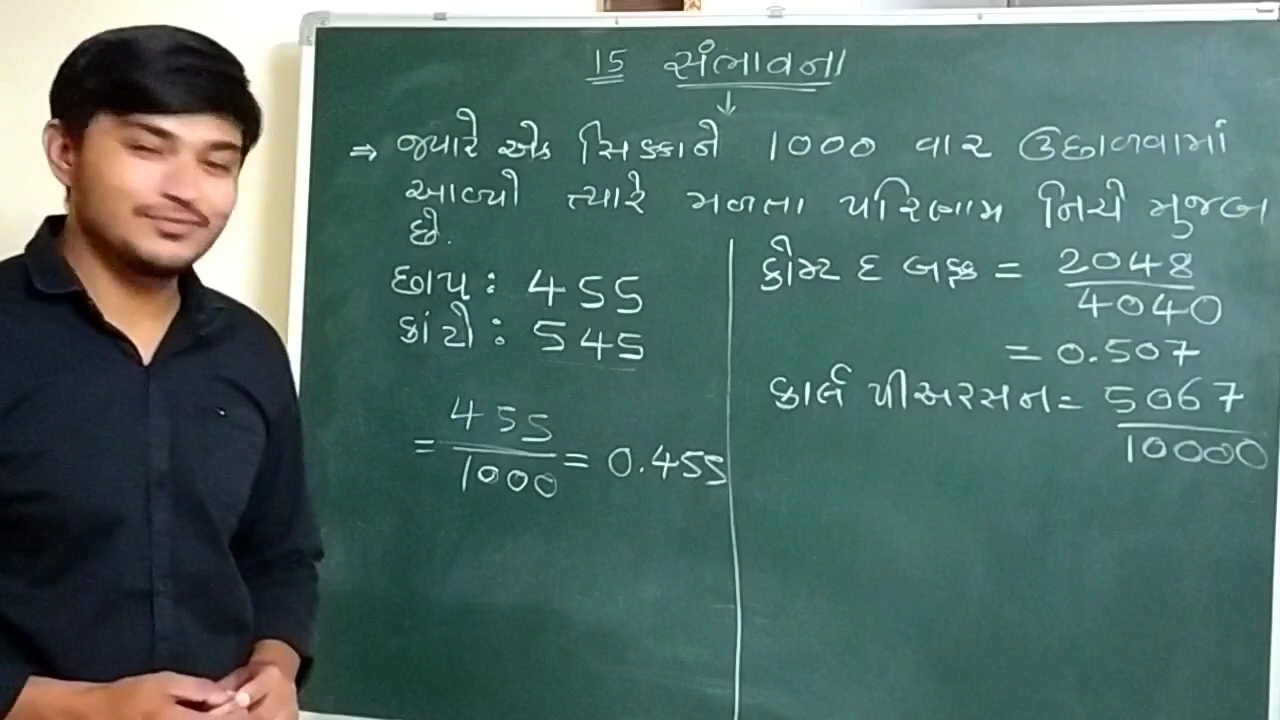 15 સંભાવના
⇒ જ્યારે એક સિક્કાને 1000 વાર ઉછાળવામાં
આવ્યો ત્યારે મળતા પરિણામ નિચે મુજબ
છે.
છાપ : 455
કાંટો : 545
= 455/1000 = 0.455
કોમ્ટ દ બફ્ફ = 2048/4040
= 0.507
કાર્લ પીઅરસન = 5067/10000